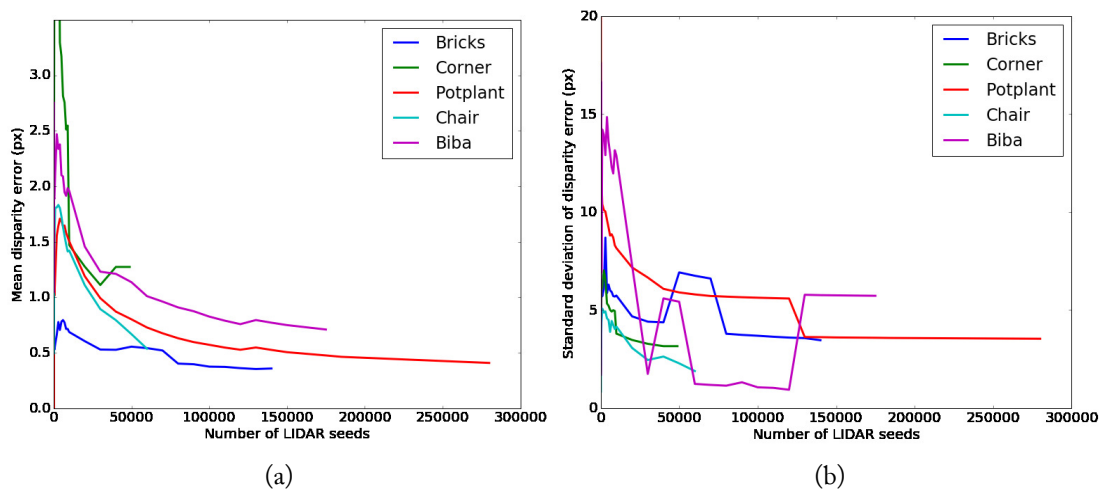 Mean disparity error (px)
3.0
2.5
2.0
1.5
1.0
0.5
0.0
0
50000
100000
150000
200000
250000
300000
Number of LIDAR seeds
Bricks
Corner
Potplant
Chair
Biba
(a)
Standard deviation of disparity error (px)
20
15
10
5
0
0
50000
100000
150000
200000
250000
300000
Number of LIDAR seeds
Bricks
Corner
Potplant
Chair
Biba
(b)